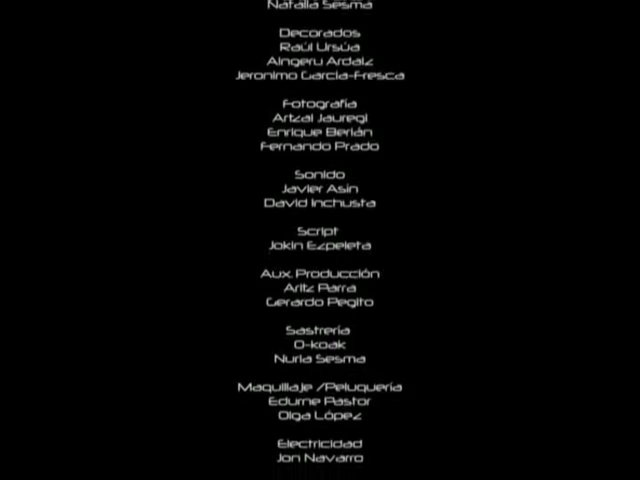 Natalia Sesma
Decorados
Raúl Ursúa
Aingeru Ardaiz
Jeronimo Garcia-Fresca
Fotografía
Artzai Jauregi
Enrique Berián
Fernando Prado
Sonido
Javier Asin
David Inchusta
Script
Jokin Ezpeleta
Aux. Producción
Aritz Parra
Gerardo Pegito
Sastrería
O-koak
Nuria Sesma
Maquillaje /Peluquería
Edurne Pastor
Olga López
Electricidad
Jon Navarro